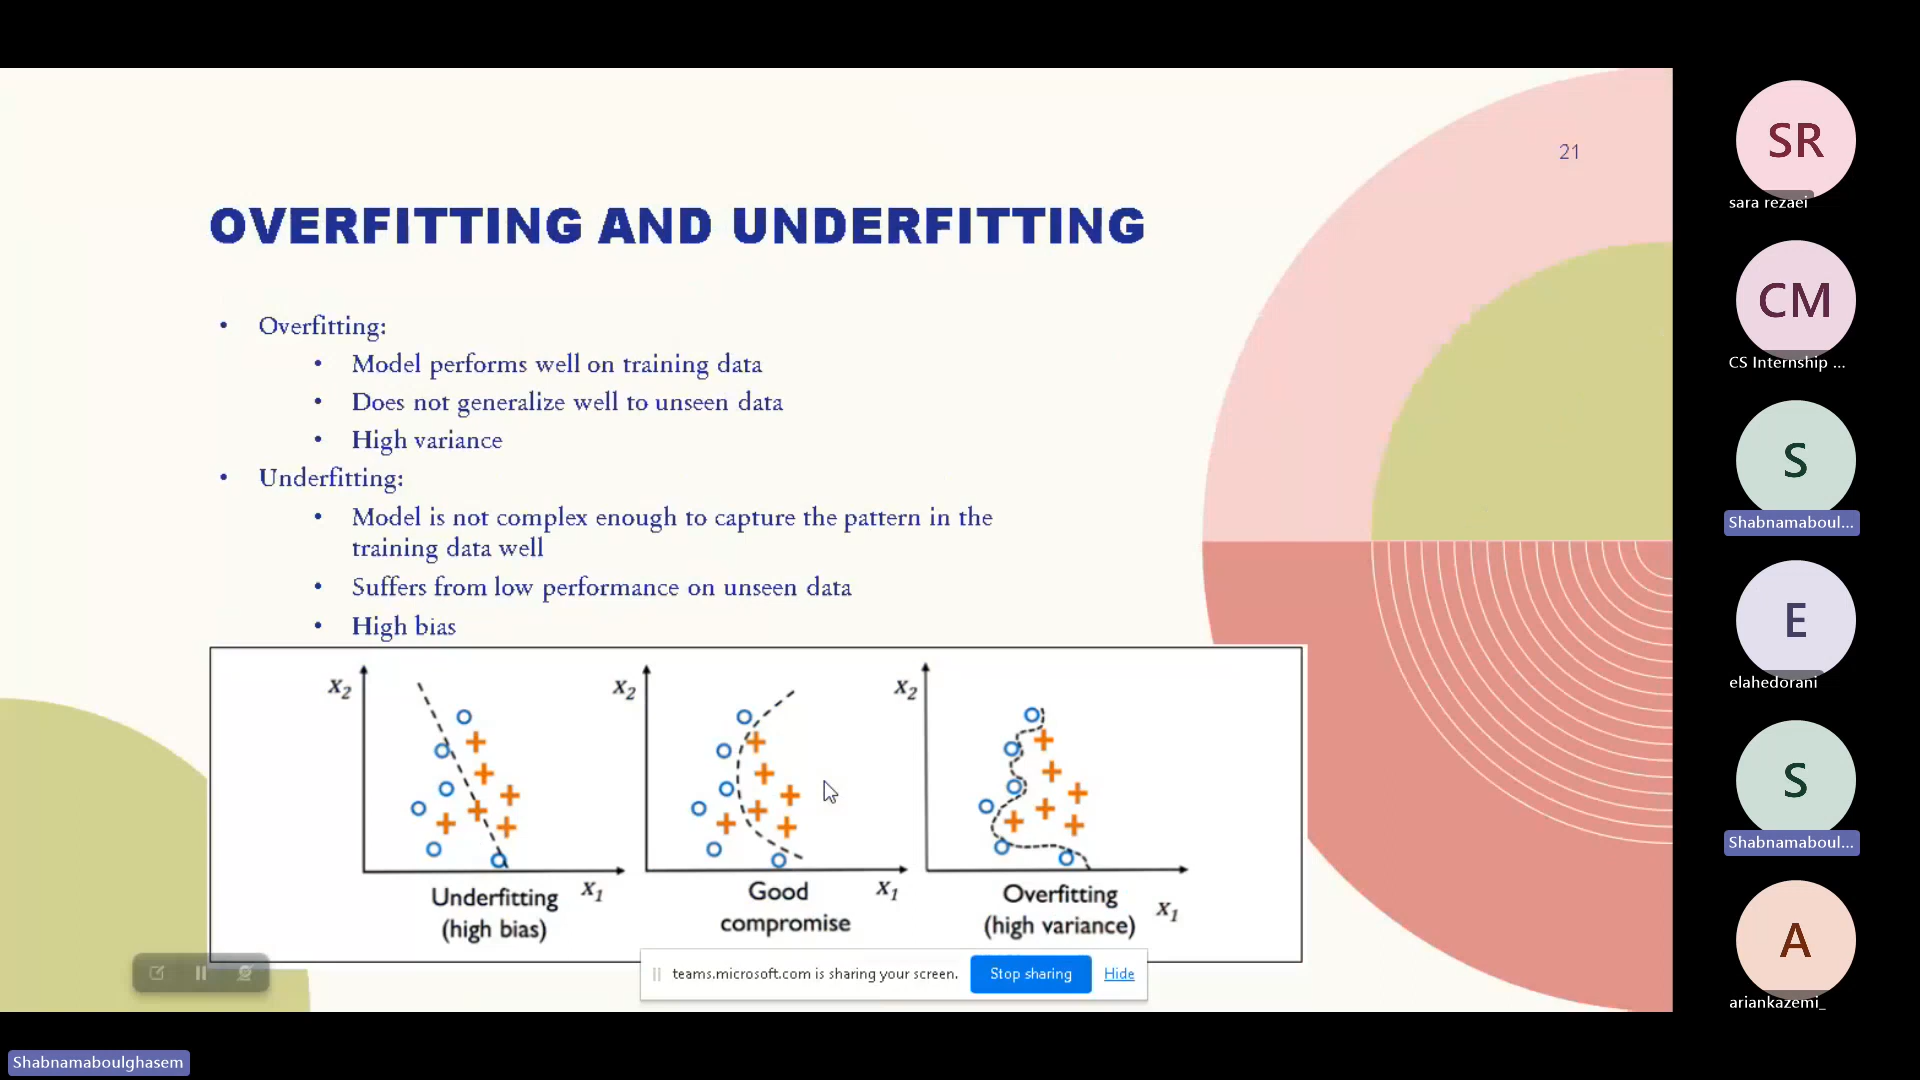 21
OVERFITTING AND UNDERFITTING
• Overfitting:
• Model performs well on training data
• Does not generalize well to unseen data
• High variance
• Underfitting:
• Model is not complex enough to capture the pattern in the
training data well
• Suffers from low performance on unseen data
• High bias
x₂
x₁
Underfitting
(high bias)
x₂
x₁
Good
compromise
x₂
x₁
Overfitting
(high variance)
teams.microsoft.com is sharing your screen.
Stop sharing
Hide
SR
sara rezaei
CM
CS Internship ...
S
Shabnamaboul...
E
elahedorani
S
Shabnamaboul...
A
ariankazemi_
Shabnamaboulghasem